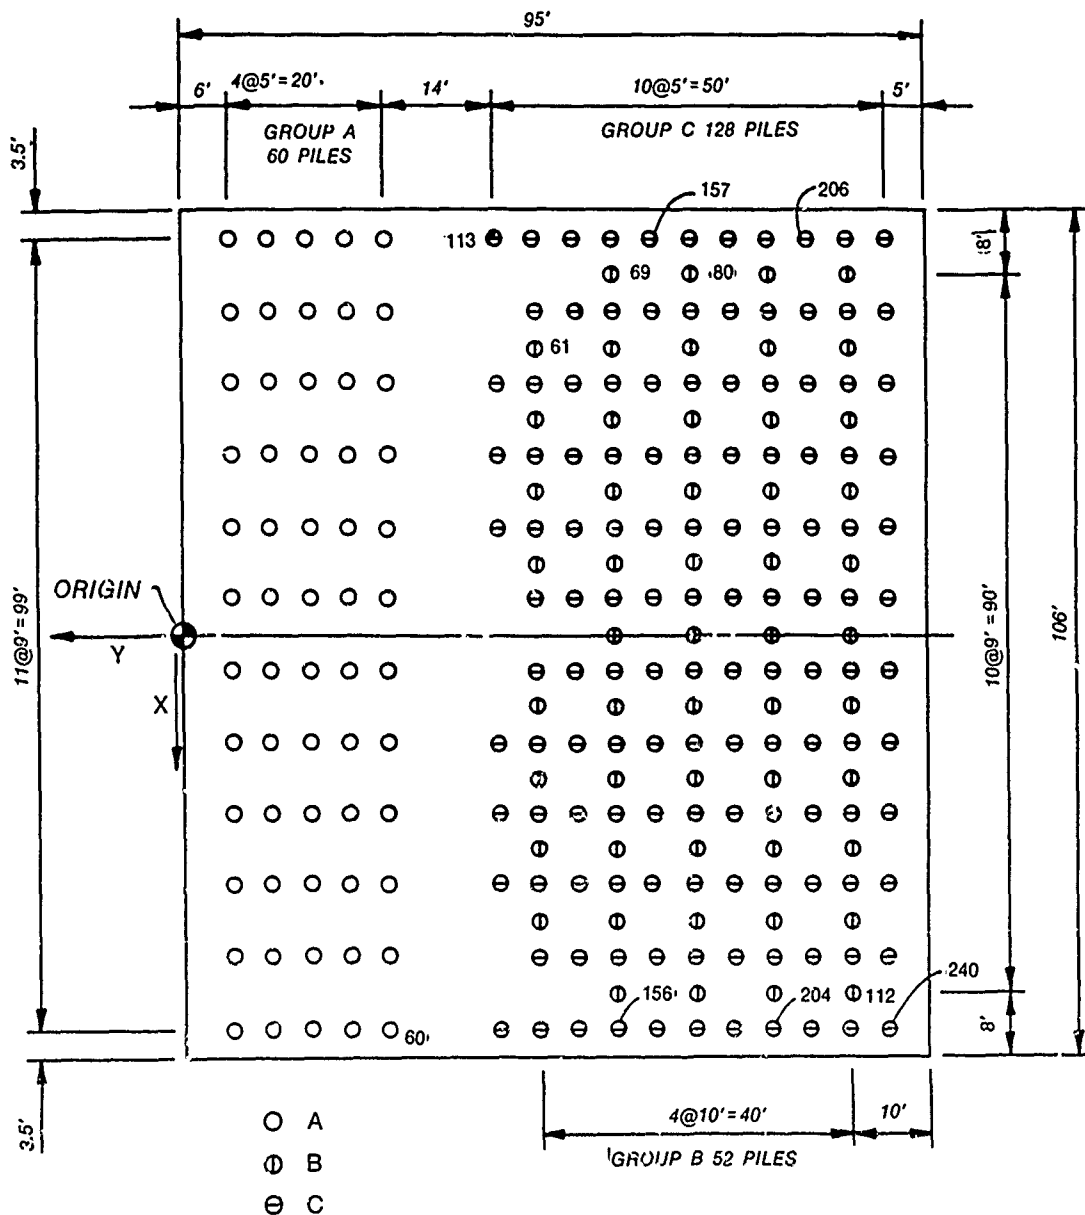 95'
6'
4@5'=20'
14'
10@5'=50'
5'
GROUP A
60 PILES
GROUP C 128 PILES
3.5'
157
206
113
8'
69
80
61
ORIGIN
Y
X
11@9'=99'
10@9'=90'
106'
240
156
204
112
60
8'
3.5'
4@10'=40'
10'
GROUP B 52 PILES
A
B
C